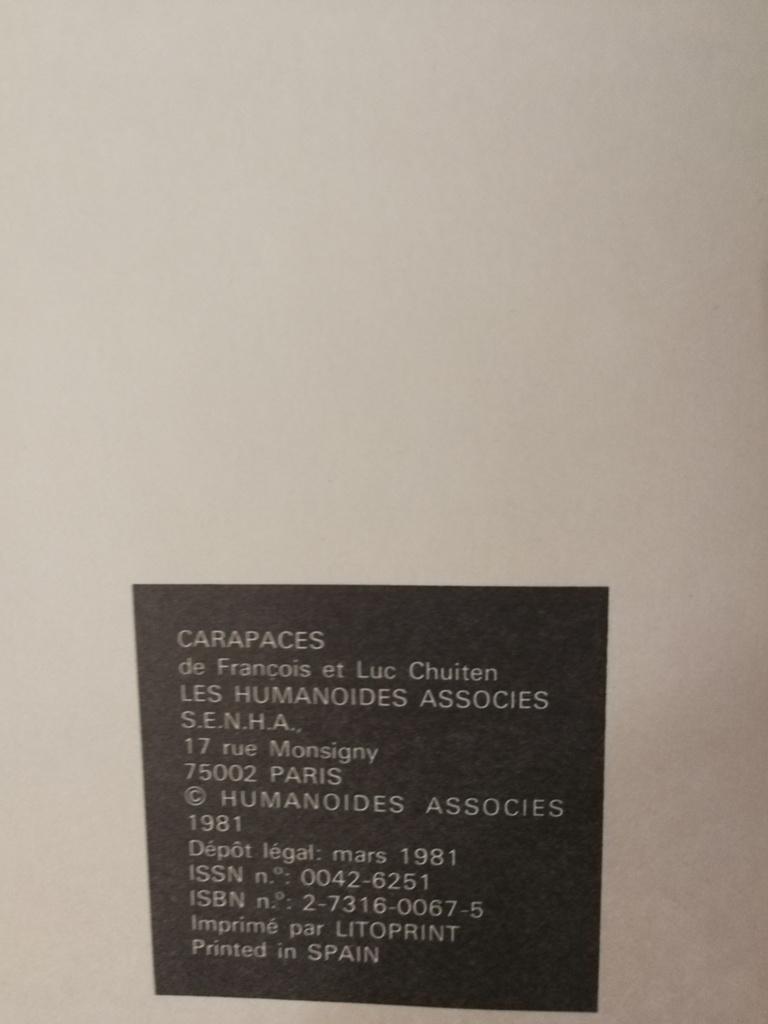 CARAPACES
de François et Luc Chuiten
LES HUMANOIDES ASSOCIES
S.E.N.H.A.,
17 rue Monsigny
75002 PARIS
© HUMANOIDES ASSOCIES
1981
Dépôt légal: mars 1981
ISSN n.º: 0042-6251
ISBN n.º: 2-7316-0067-5
Imprimé par LITOPRINT
Printed in SPAIN